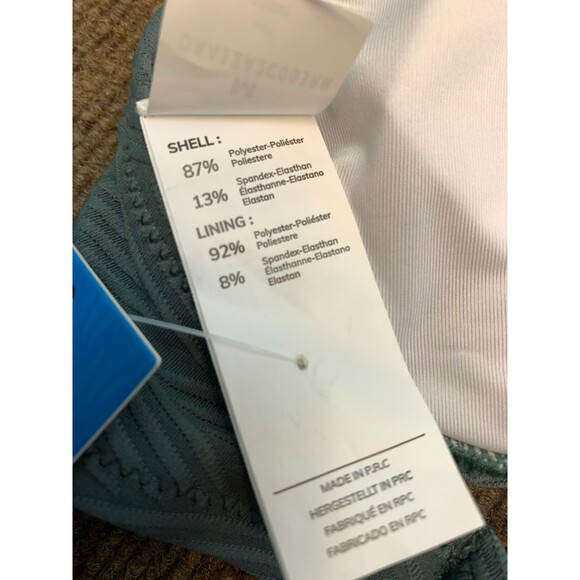 SHELL :
87% Polyester-Poliéster
Poliestere
13% Spandex-Elasthan
Élasthanne-Elastano
Elastan
LINING :
92% Polyester-Poliéster
Poliestere
8% Spandex-Elasthan
Élasthanne-Elastano
Elastan
MADE IN P.R.C
HERGESTELLT IN PRC
FABRIQUÉ EN RPC
FABRICADO EN RPC